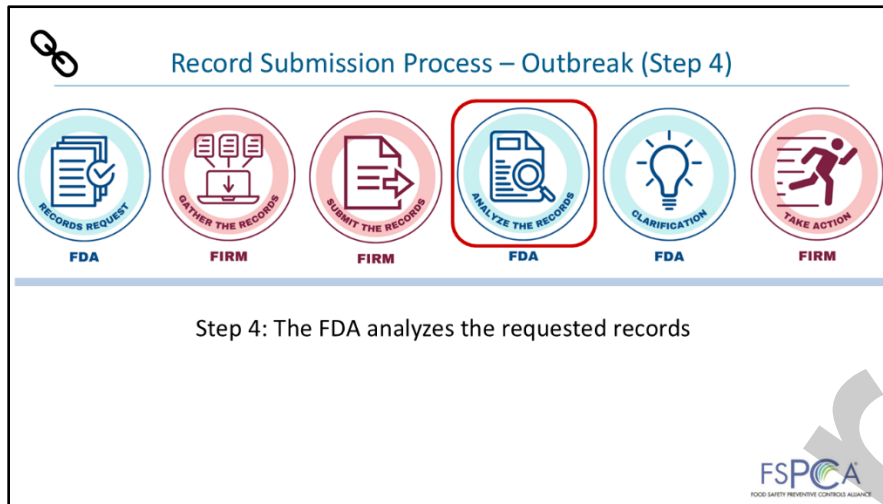 Record Submission Process – Outbreak (Step 4)
RECORDS REQUEST
GATHER THE RECORDS
SUBMIT THE RECORDS
ANALYZE THE RECORDS
CLARIFICATION
TAKE ACTION
FDA
FIRM
FIRM
FDA
FDA
FIRM
Step 4: The FDA analyzes the requested records
FSPCA
FOOD SAFETY PREVENTIVE CONTROLS ALLIANCE